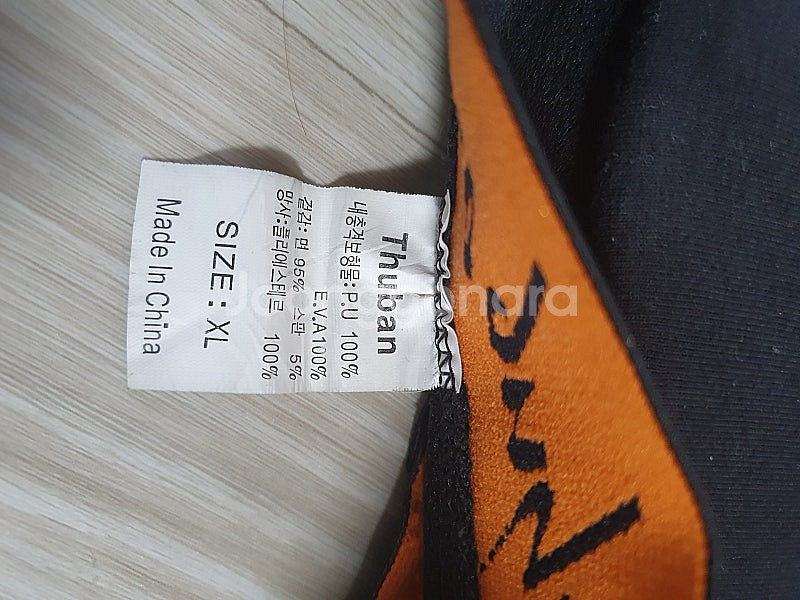 Thuban
내충격보형물: P.U 100%
E.V.A100%
겉감: 면 95% 스판 5%
망사:폴리에스테르 100%
SIZE : XL
Made In China